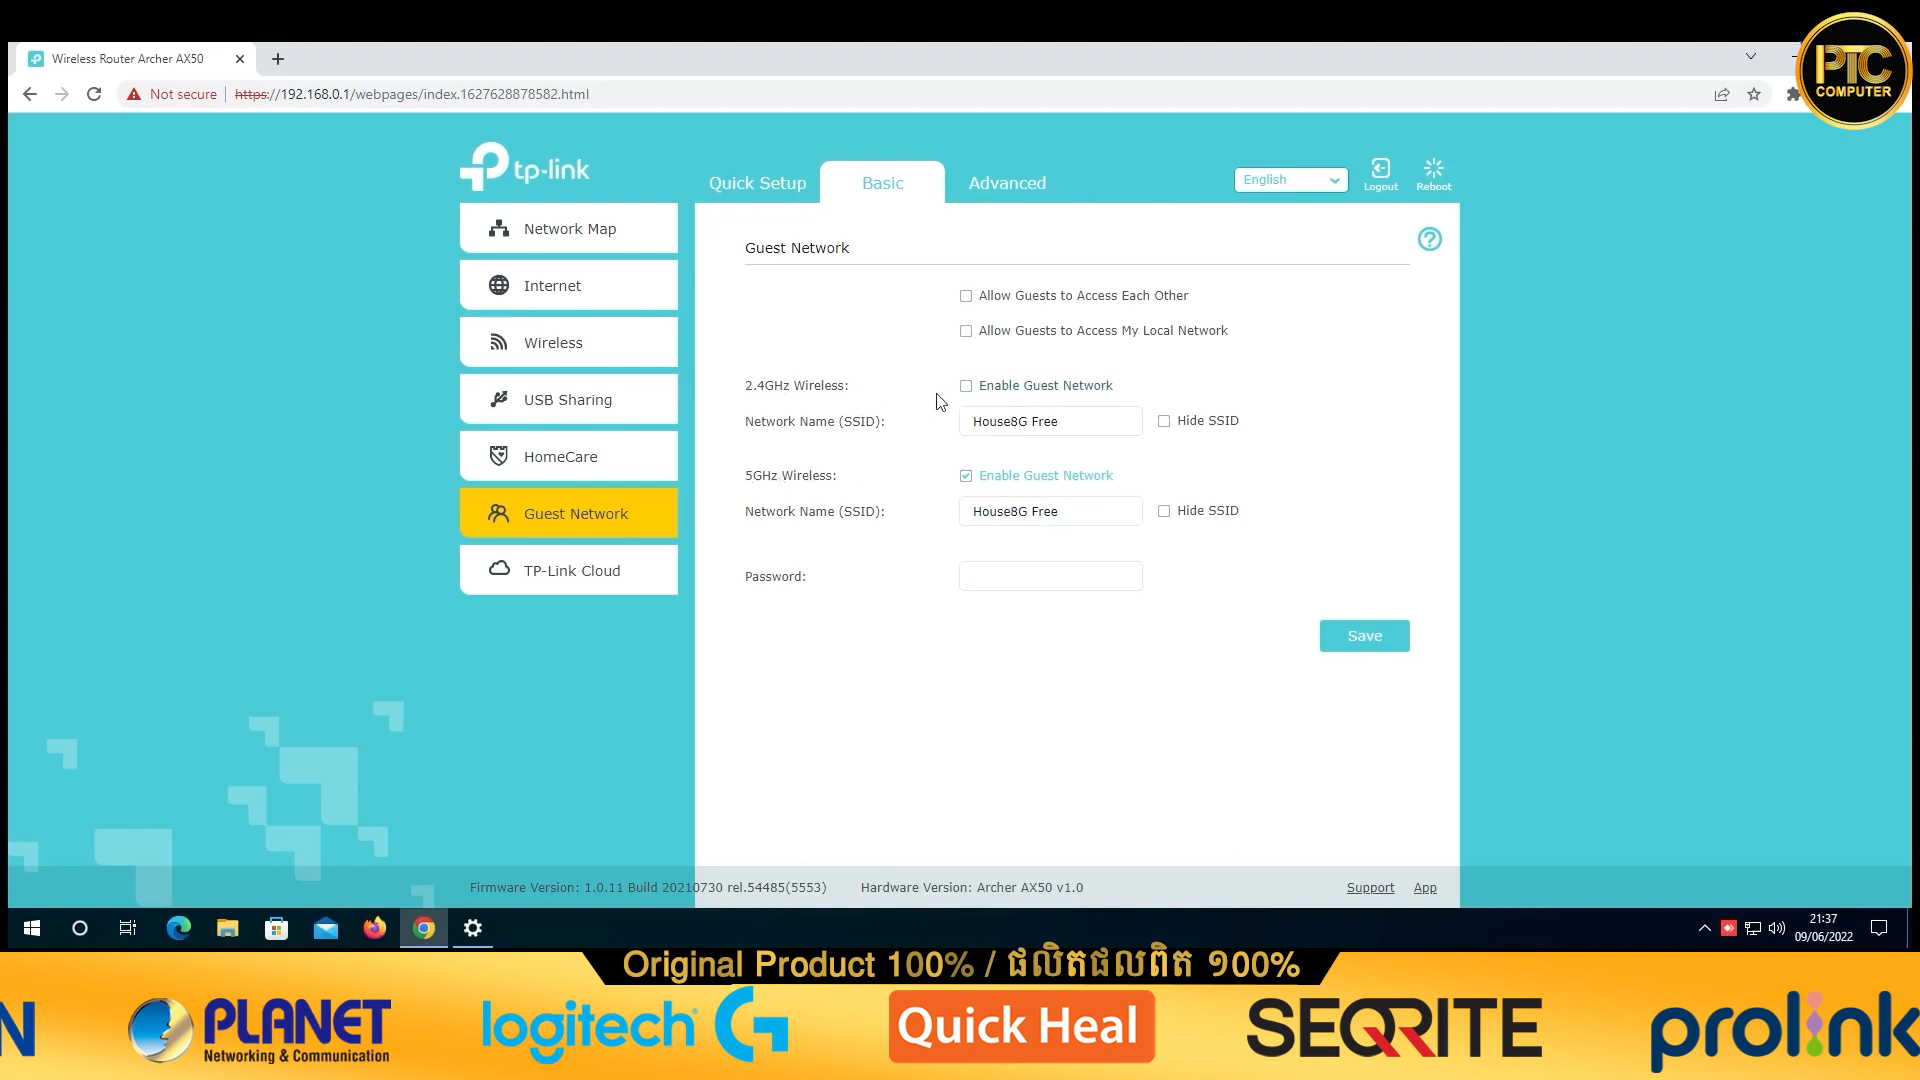 Wireless Router Archer AX50
Not secure
https://192.168.0.1/webpages/index.1627628878582.html
PTC
COMPUTER
tp-link
Quick Setup
Basic
Advanced
English
Logout
Reboot
Network Map
Internet
Wireless
USB Sharing
HomeCare
Guest Network
TP-Link Cloud
Guest Network
Allow Guests to Access Each Other
Allow Guests to Access My Local Network
2.4GHz Wireless: Enable Guest Network
Network Name (SSID): House8G Free Hide SSID
5GHz Wireless: Enable Guest Network
Network Name (SSID): House8G Free Hide SSID
Password:
Save
Firmware Version: 1.0.11 Build 20210730 rel.54485(5553) Hardware Version: Archer AX50 v1.0 Support App
21:37
09/06/2022
Original Product 100% / ផលិតផលពិត ១00%
N
PLANET
Networking & Communication
logitech
Quick Heal
SEQRITE
prolink